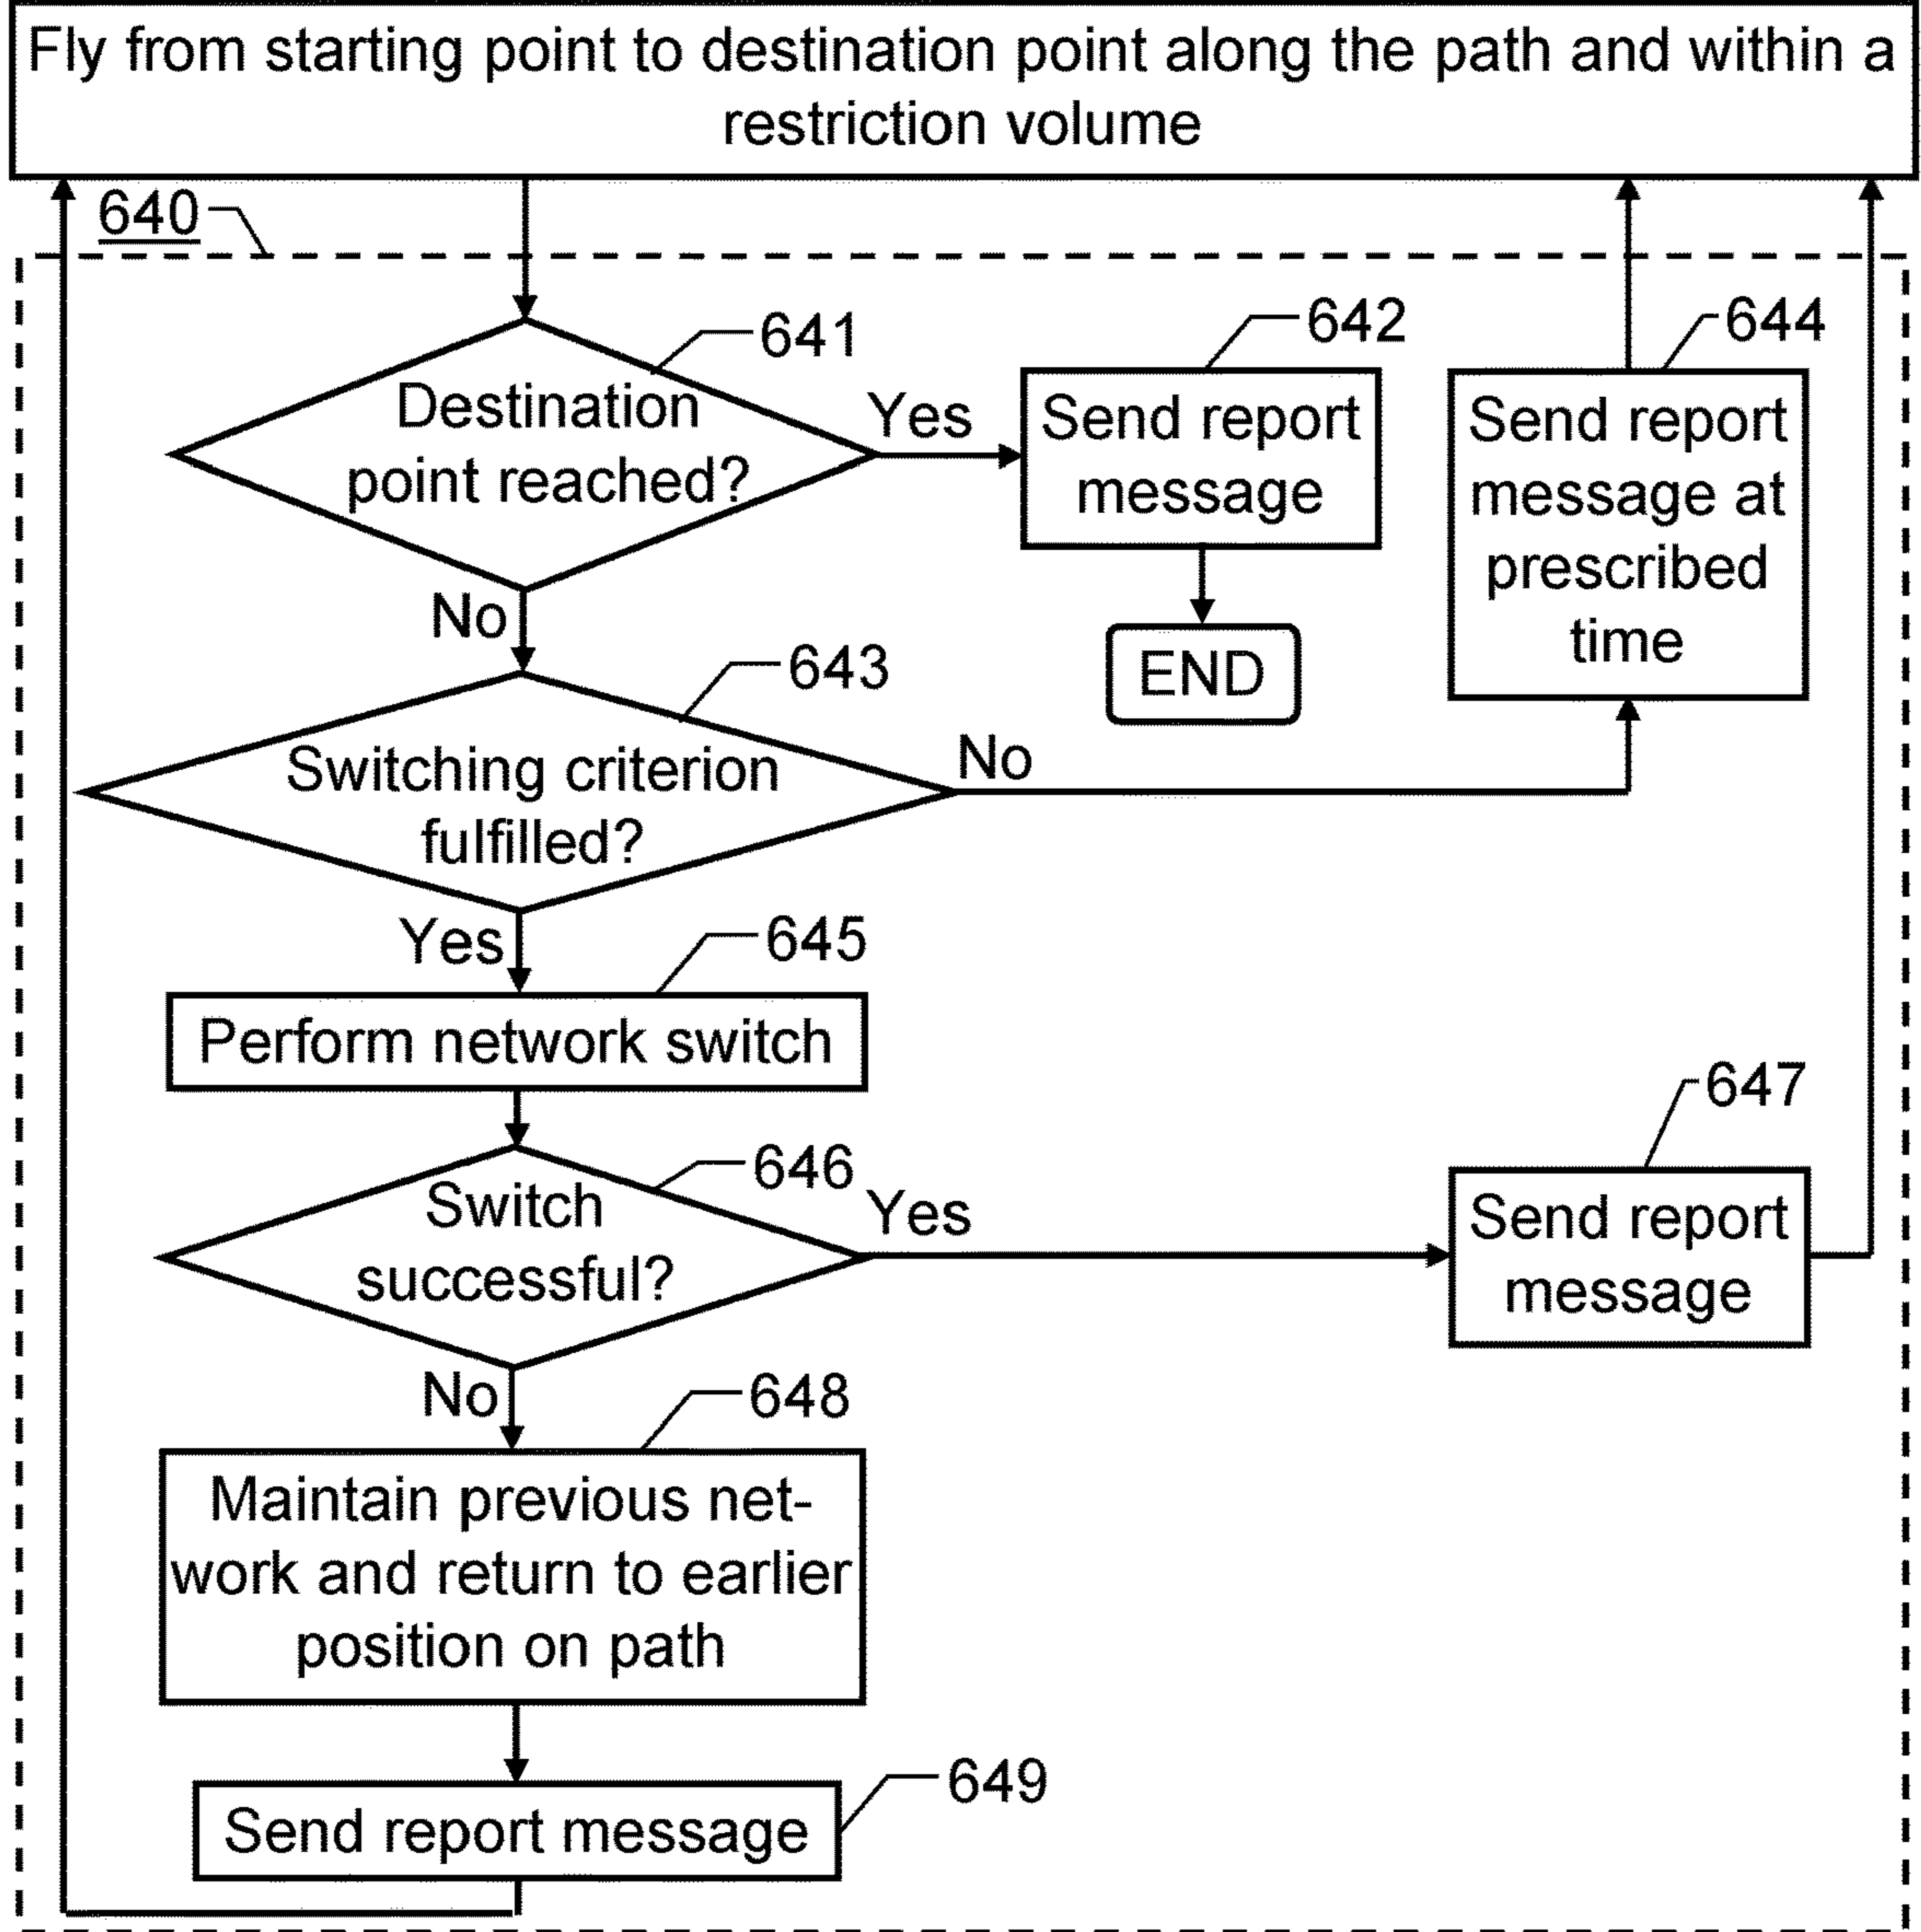 Fly from starting point to destination point along the path and within a
restriction volume
640
641
Destination
point reached?
Yes
642
Send report
message
END
644
Send report
message at
prescribed
time
No
643
Switching criterion
fulfilled?
No
Yes
645
Perform network switch
646
Switch
successful?
Yes
647
Send report
message
No
648
Maintain previous net-
work and return to earlier
position on path
649
Send report message